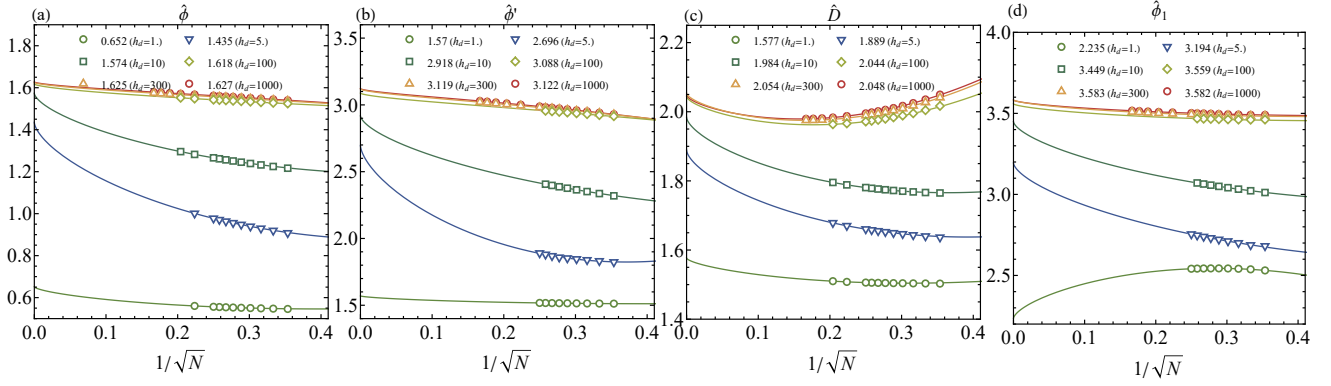 (a) ϕ̂
0.652 (h_d=1.) 1.435 (h_d=5.)
1.574 (h_d=10) 1.618 (h_d=100)
1.625 (h_d=300) 1.627 (h_d=1000)
1.8
1.6
1.4
1.2
1.0
0.8
0.6
0.0 0.1 0.2 0.3 0.4
1/√N
(b) ϕ̂'
1.57 (h_d=1.) 2.696 (h_d=5.)
2.918 (h_d=10) 3.088 (h_d=100)
3.119 (h_d=300) 3.122 (h_d=1000)
3.5
3.0
2.5
2.0
1.5
0.0 0.1 0.2 0.3 0.4
1/√N
(c) D̂
1.577 (h_d=1.) 1.889 (h_d=5.)
1.984 (h_d=10) 2.044 (h_d=100)
2.054 (h_d=300) 2.048 (h_d=1000)
2.2
2.0
1.8
1.6
1.4
0.0 0.1 0.2 0.3 0.4
1/√N
(d) ϕ̂₁
2.235 (h_d=1.) 3.194 (h_d=5.)
3.449 (h_d=10) 3.559 (h_d=100)
3.583 (h_d=300) 3.582 (h_d=1000)
4.0
3.5
3.0
2.5
0.0 0.1 0.2 0.3 0.4
1/√N